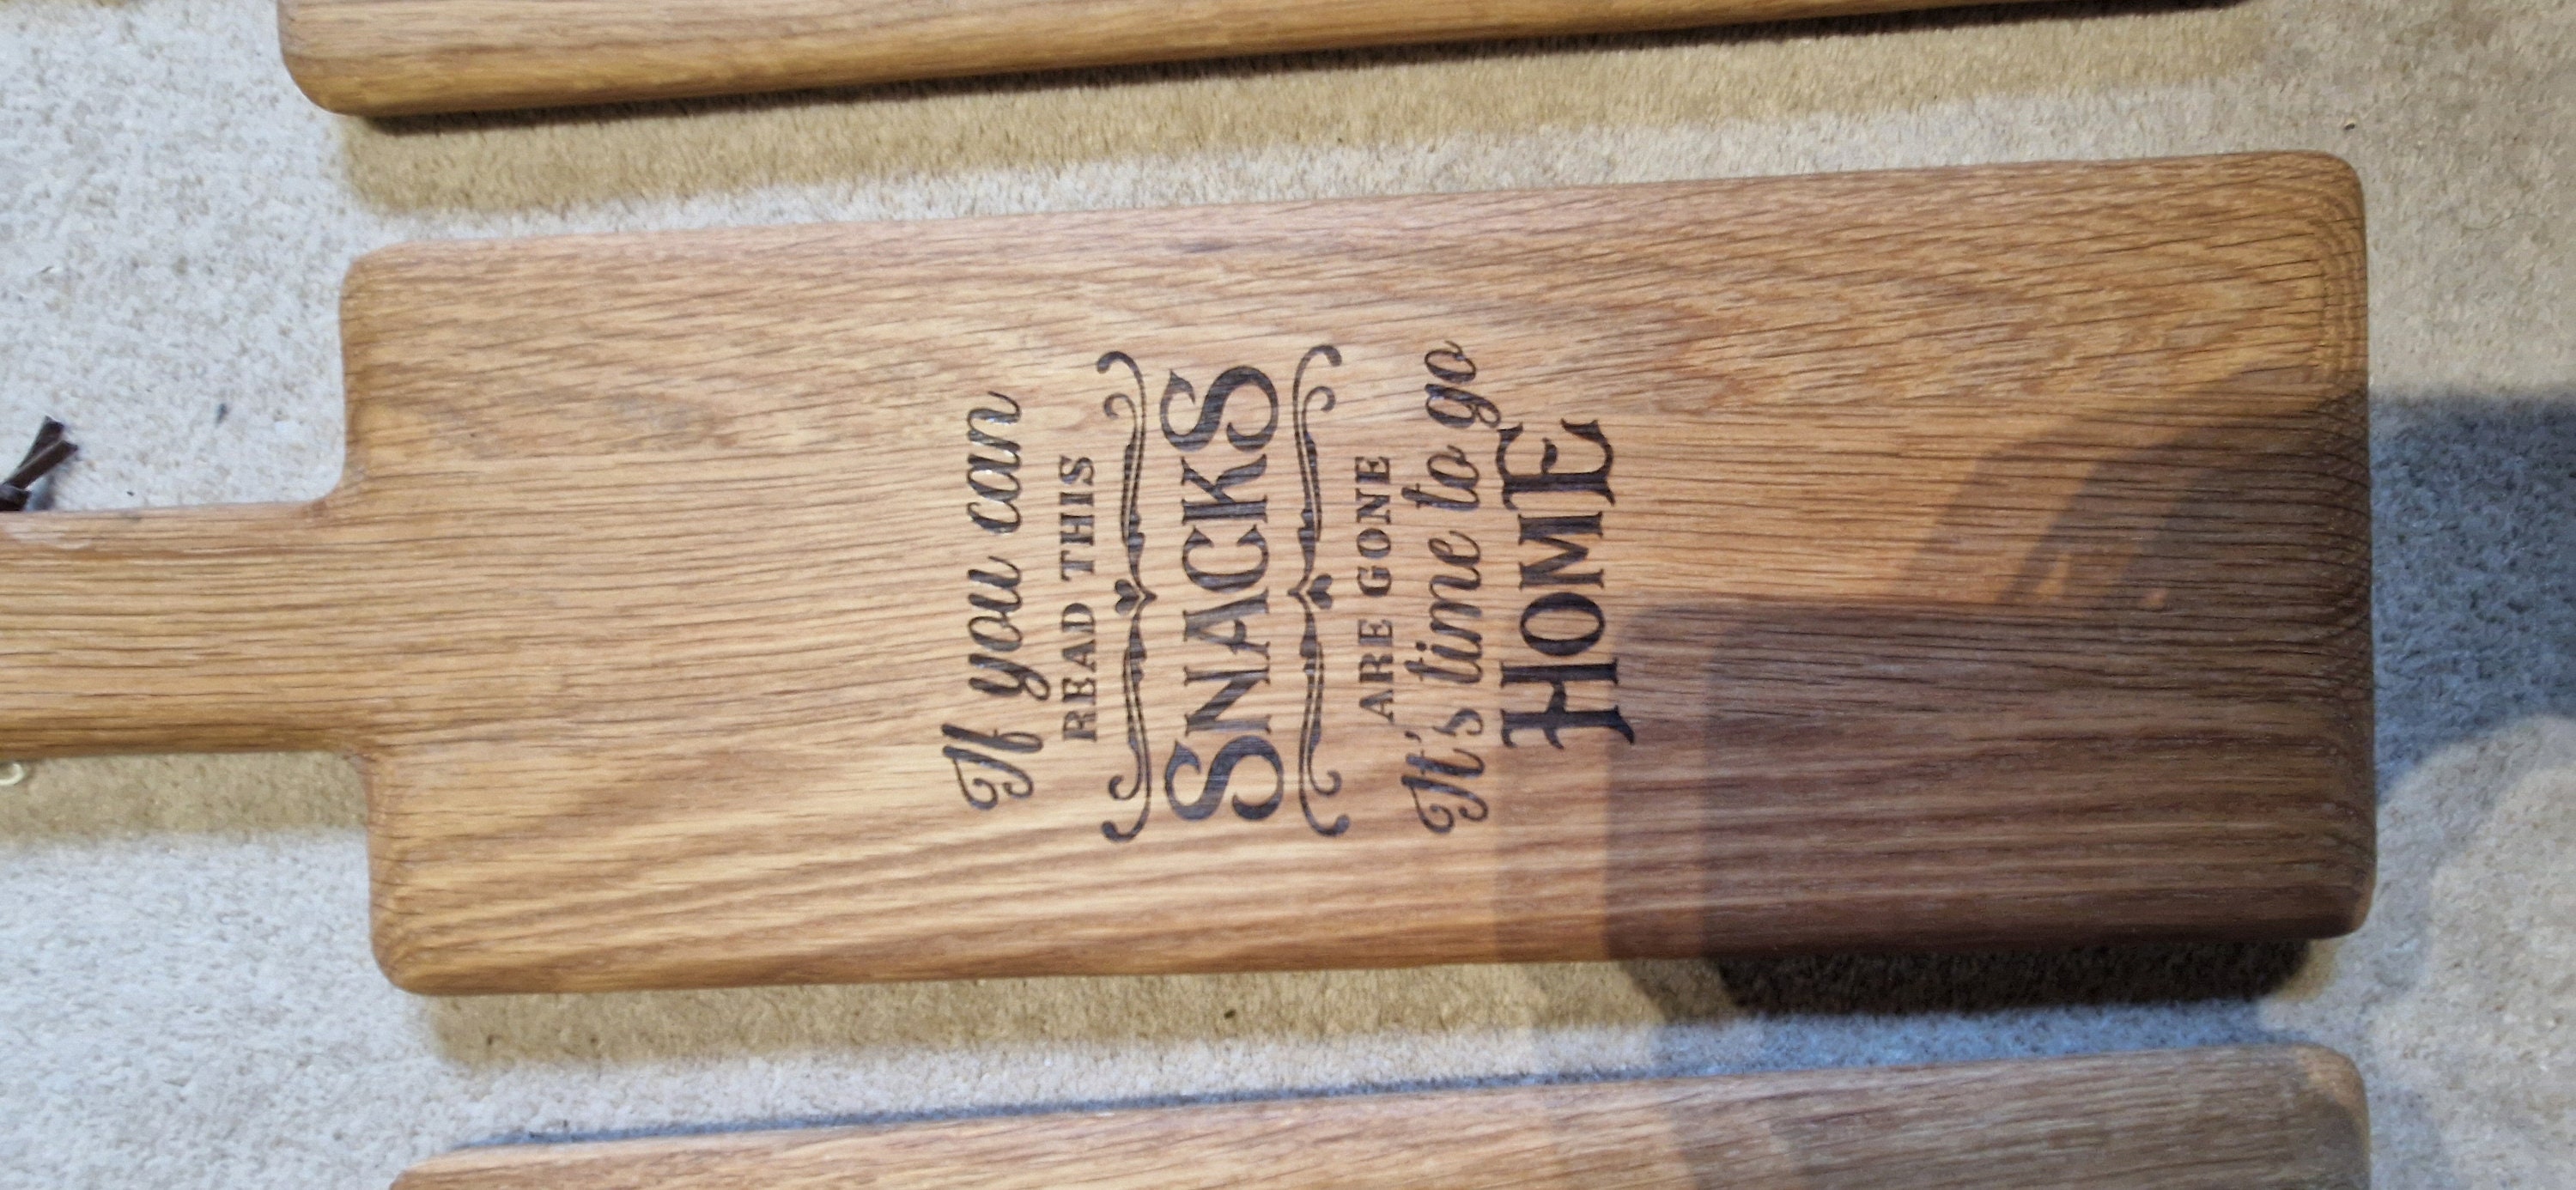 If you can
READ THIS
SNACKS
ARE GONE
It's time to go
HOME